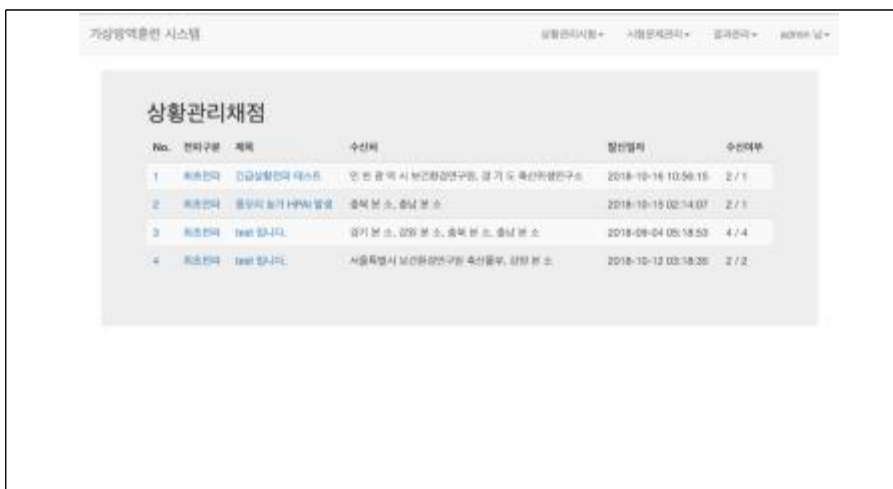 가상방역훈련 시스템 상황관리시험 시험문제관리 결과관리 admin 님
상황관리채점
No. 전파구분 제목 수신처 발신일자 수신여부
1 최초전파 긴급상황전파 테스트 인 천 광 역 시 보건환경연구원, 경 기 도 축산위생연구소 2018-10-16 10:56:15 2 / 1
2 최초전파 종오리 농가 HPAI 발생 충북 본 소, 충남 본 소 2018-10-15 02:14:07 2 / 1
3 최초전파 test 입니다. 경기 본 소, 강원 본 소, 충북 본 소, 충남 본 소 2018-09-04 05:18:53 4 / 4
4 최초전파 test 입니다. 서울특별시 보건환경연구원 축산물부, 강원 본 소 2018-10-12 03:18:35 2 / 2